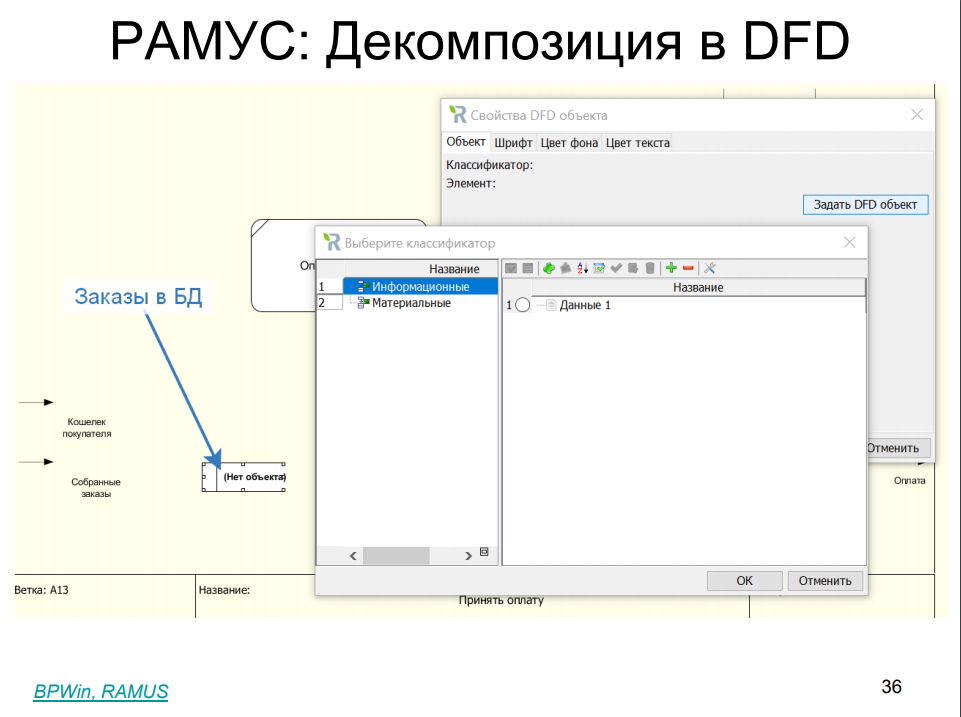 РАМУС: Декомпозиция в DFD
Свойства DFD объекта
Объект Шрифт Цвет фона Цвет текста
Классификатор:
Элемент:
Задать DFD объект
Выберите классификатор
Название
1 Информационные
2 Материальные
Название
1 Данные 1
OK Отменить
Отменить
Заказы в БД
Кошелек
покупателя
Собранные
заказы
(Нет объекта)
Оплата
Ветка: A13
Название:
Принять оплату
BPWin, RAMUS
36